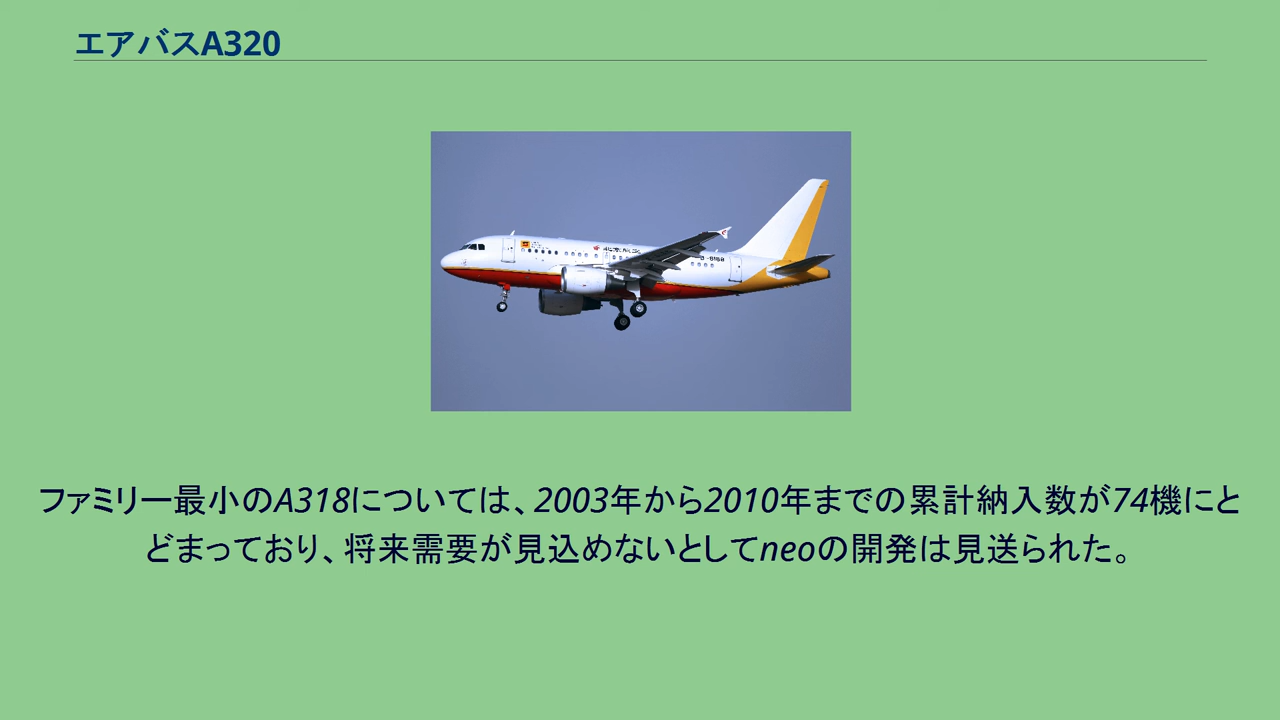 エアバスA320
ファミリー最小のA318については、2003年から2010年までの累計納入数が74機にと
どまっており、将来需要が見込めないとしてneoの開発は見送られた。